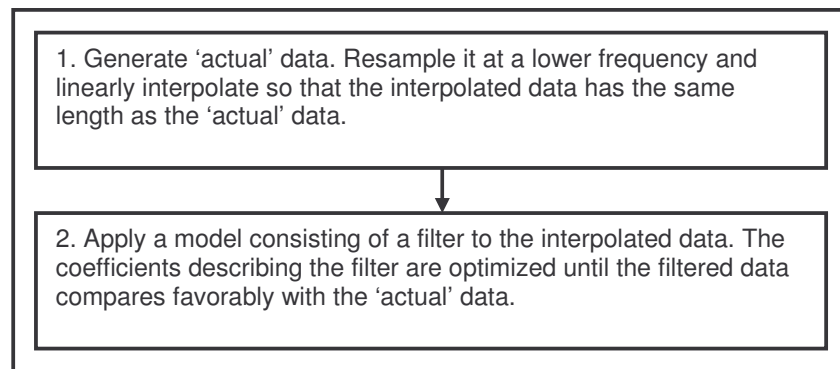 1. Generate ‘actual’ data. Resample it at a lower frequency and
linearly interpolate so that the interpolated data has the same
length as the ‘actual’ data.
2. Apply a model consisting of a filter to the interpolated data. The
coefficients describing the filter are optimized until the filtered data
compares favorably with the ‘actual’ data.